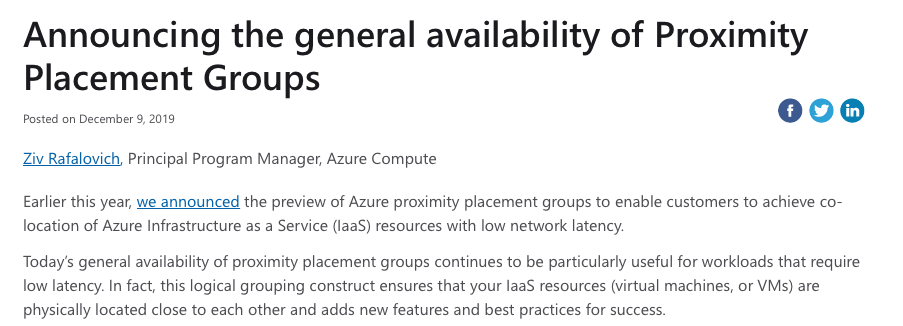 Announcing the general availability of Proximity
Placement Groups
Posted on December 9, 2019
f in
Ziv Rafalovich, Principal Program Manager, Azure Compute
Earlier this year, we announced the preview of Azure proximity placement groups to enable customers to achieve co-
location of Azure Infrastructure as a Service (IaaS) resources with low network latency.
Today’s general availability of proximity placement groups continues to be particularly useful for workloads that require
low latency. In fact, this logical grouping construct ensures that your IaaS resources (virtual machines, or VMs) are
physically located close to each other and adds new features and best practices for success.